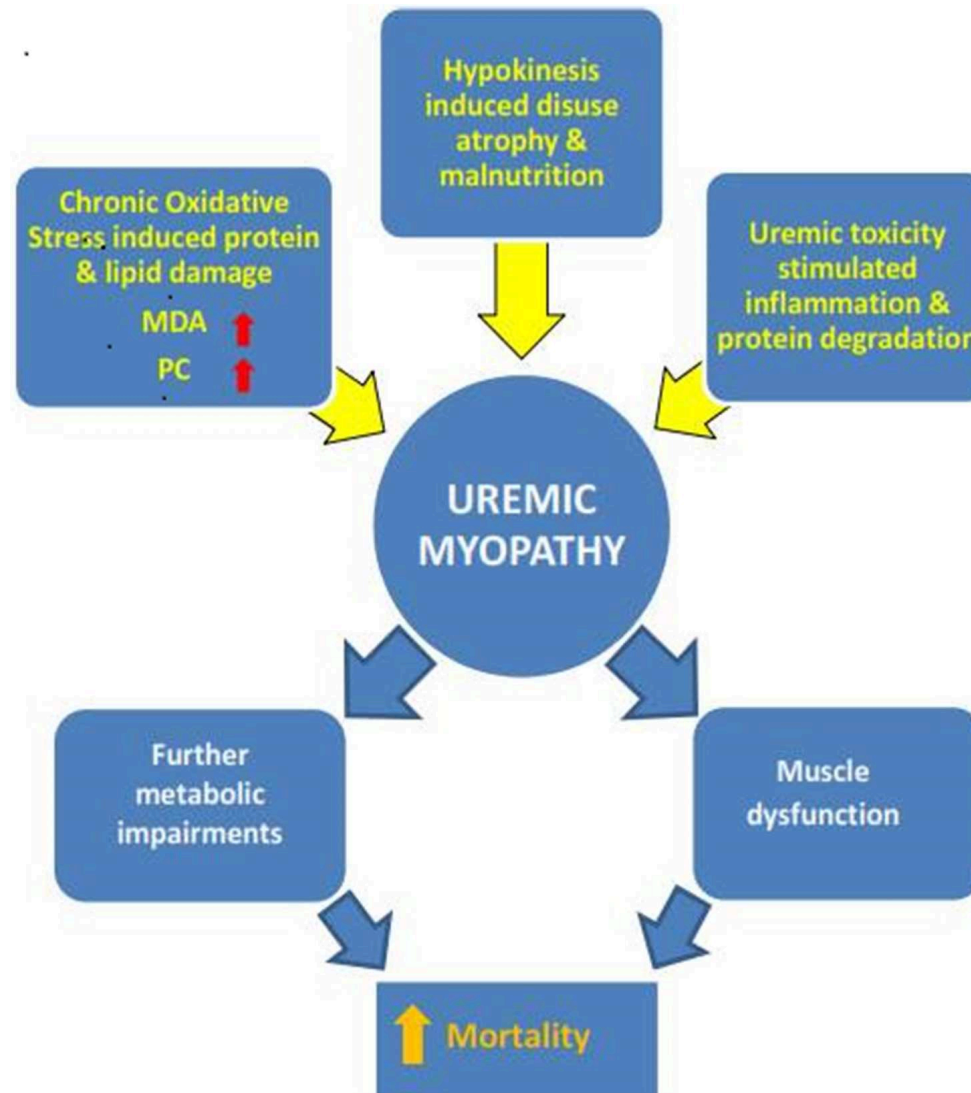 Hypokinesis
induced disuse
atrophy &
malnutrition
Chronic Oxidative
Stress induced protein
& lipid damage
MDA
PC
Uremic toxicity
stimulated
inflammation &
protein degradation
UREMIC
MYOPATHY
Further
metabolic
impairments
Muscle
dysfunction
Mortality